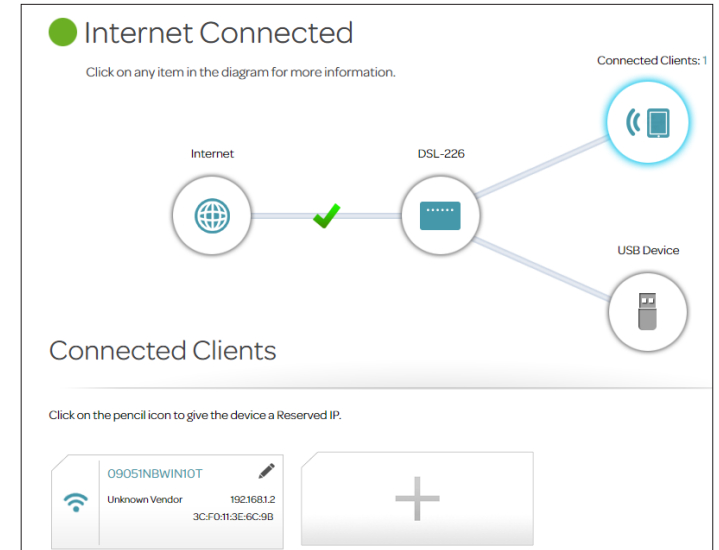 Internet Connected
Click on any item in the diagram for more information.
Connected Clients: 1
Internet
DSL-226
USB Device
Connected Clients
Click on the pencil icon to give the device a Reserved IP.
09051NBWIN10T
Unknown Vendor 192.168.1.2
3C:F0:11:3E:6C:9B